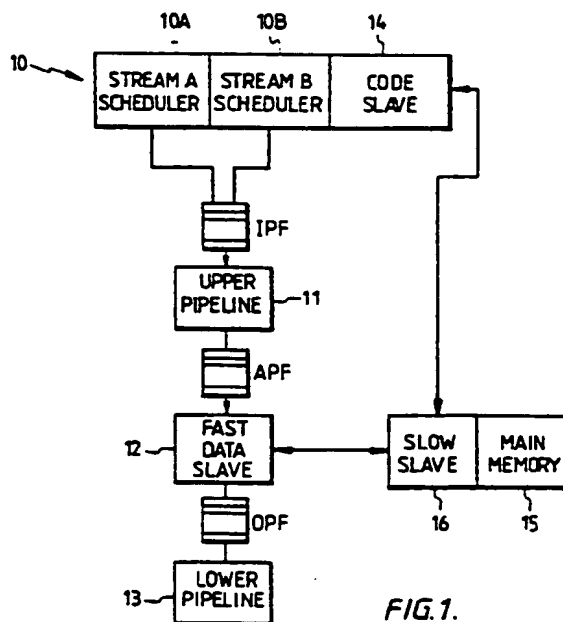 10A 10B 14
10
STREAM A SCHEDULER
STREAM B SCHEDULER
CODE SLAVE
IPF
UPPER PIPELINE
11
APF
12
FAST DATA SLAVE
SLOW SLAVE
MAIN MEMORY
16 15
OPF
13
LOWER PIPELINE
FIG.1.